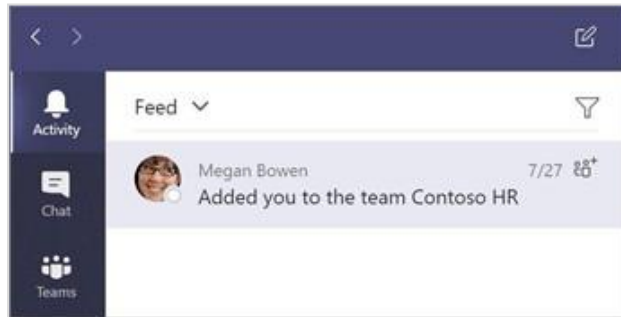 Activity
Feed
Megan Bowen 7/27
Added you to the team Contoso HR
Chat
Teams